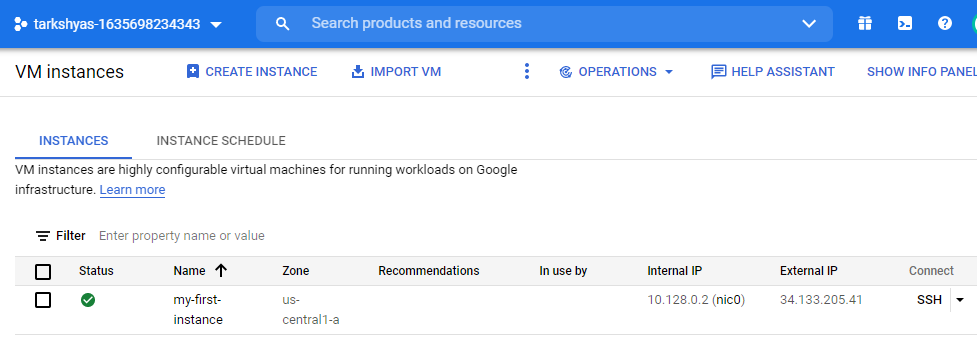 tarkshyas-1635698234343 Search products and resources
VM instances CREATE INSTANCE IMPORT VM OPERATIONS HELP ASSISTANT SHOW INFO PANEL
INSTANCES INSTANCE SCHEDULE
VM instances are highly configurable virtual machines for running workloads on Google
infrastructure. Learn more
Filter Enter property name or value
Status Name Zone Recommendations In use by Internal IP External IP Connect
my-first- us- 10.128.0.2 (nic0) 34.133.205.41 SSH
instance central1-a